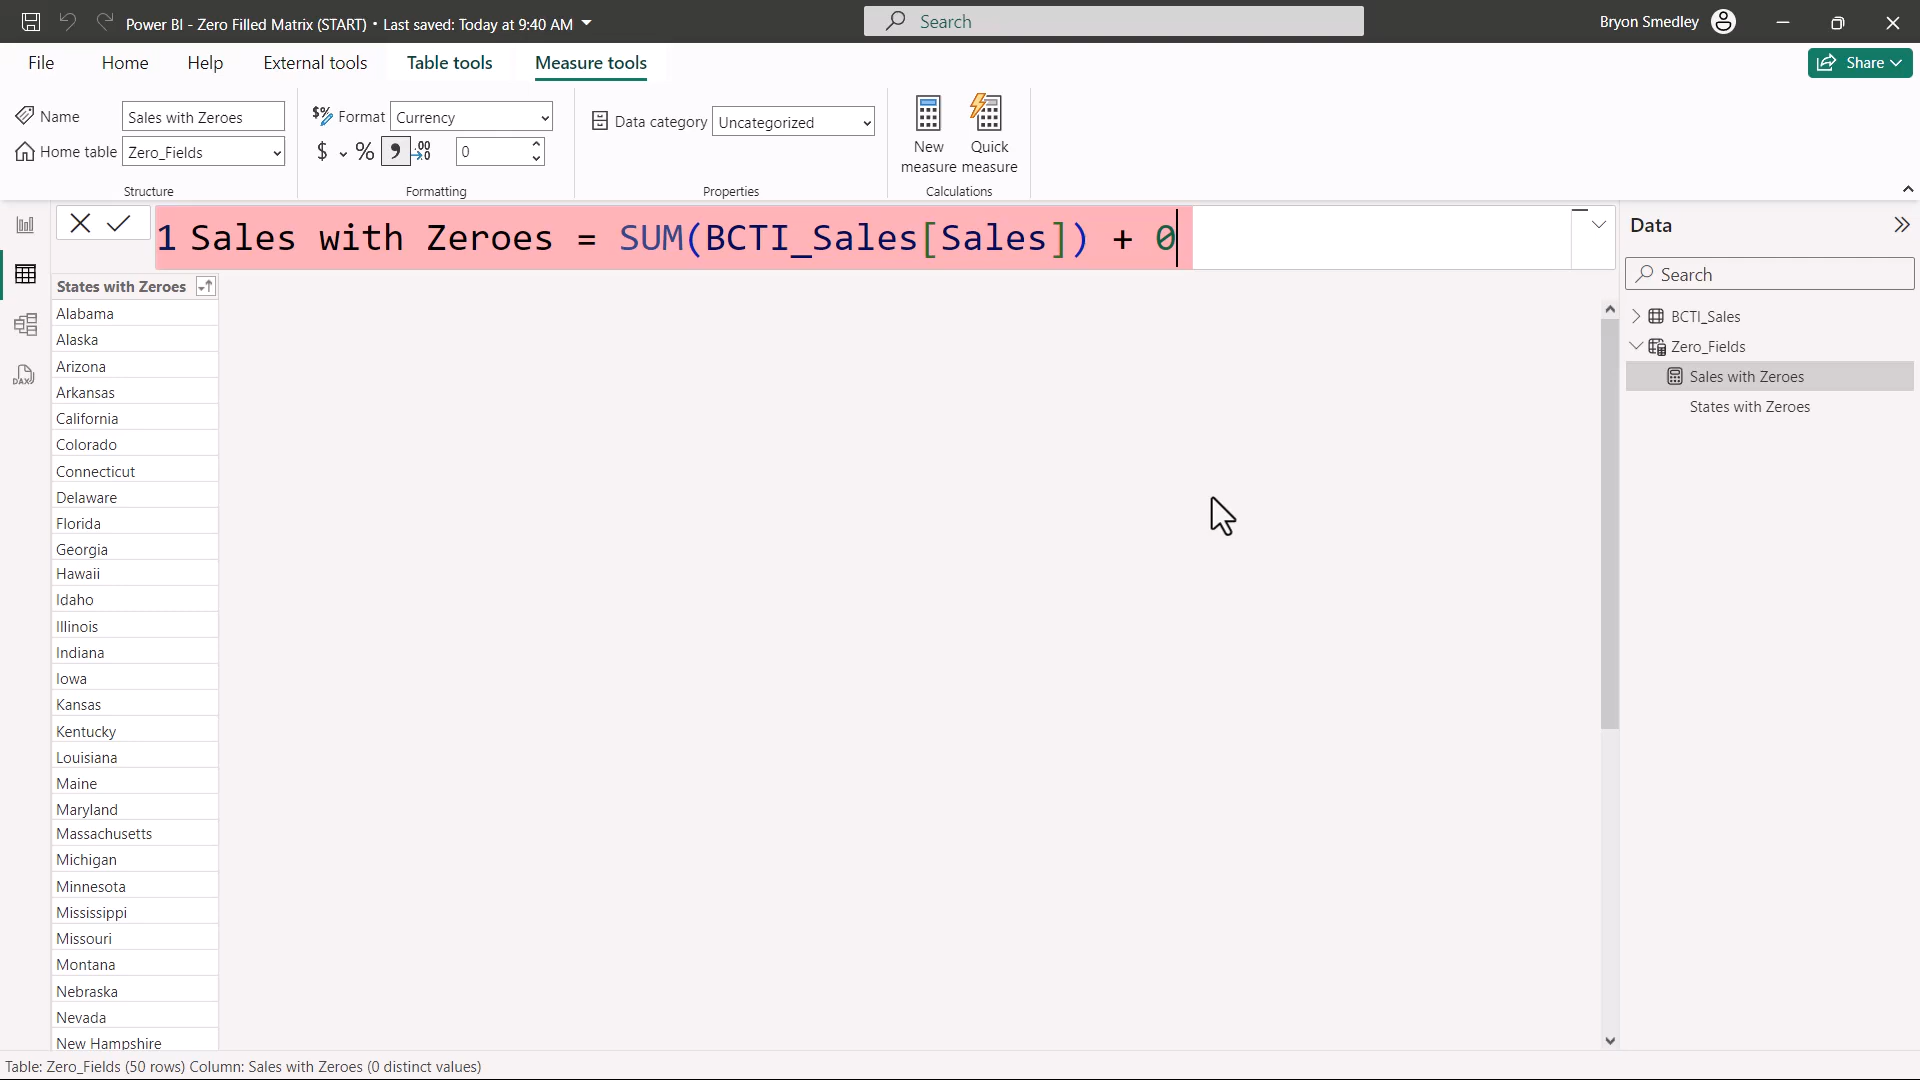 Power BI - Zero Filled Matrix (START) • Last saved: Today at 9:40 AM
Search
Bryon Smedley
File Home Help External tools Table tools Measure tools
Share
Name Sales with Zeroes
Format Currency
Data category Uncategorized
New measure
Quick measure
Home table Zero_Fields
$ % , .00 0
Structure
Formatting
Properties
Calculations
1 Sales with Zeroes = SUM(BCTI_Sales[Sales]) + 0
Data
Search
BCTI_Sales
Zero_Fields
Sales with Zeroes
States with Zeroes
DAX
States with Zeroes
Alabama
Alaska
Arizona
Arkansas
California
Colorado
Connecticut
Delaware
Florida
Georgia
Hawaii
Idaho
Illinois
Indiana
Iowa
Kansas
Kentucky
Louisiana
Maine
Maryland
Massachusetts
Michigan
Minnesota
Mississippi
Missouri
Montana
Nebraska
Nevada
New Hampshire
Table: Zero_Fields (50 rows) Column: Sales with Zeroes (0 distinct values)